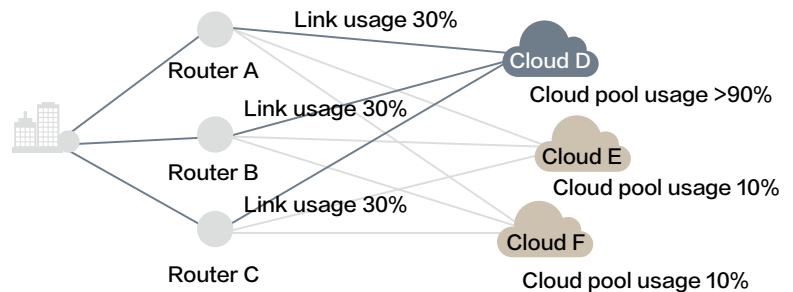 Link usage 30%
Cloud D
Router A
Cloud pool usage >90%
Link usage 30%
Cloud E
Router B
Cloud pool usage 10%
Link usage 30%
Cloud F
Router C
Cloud pool usage 10%